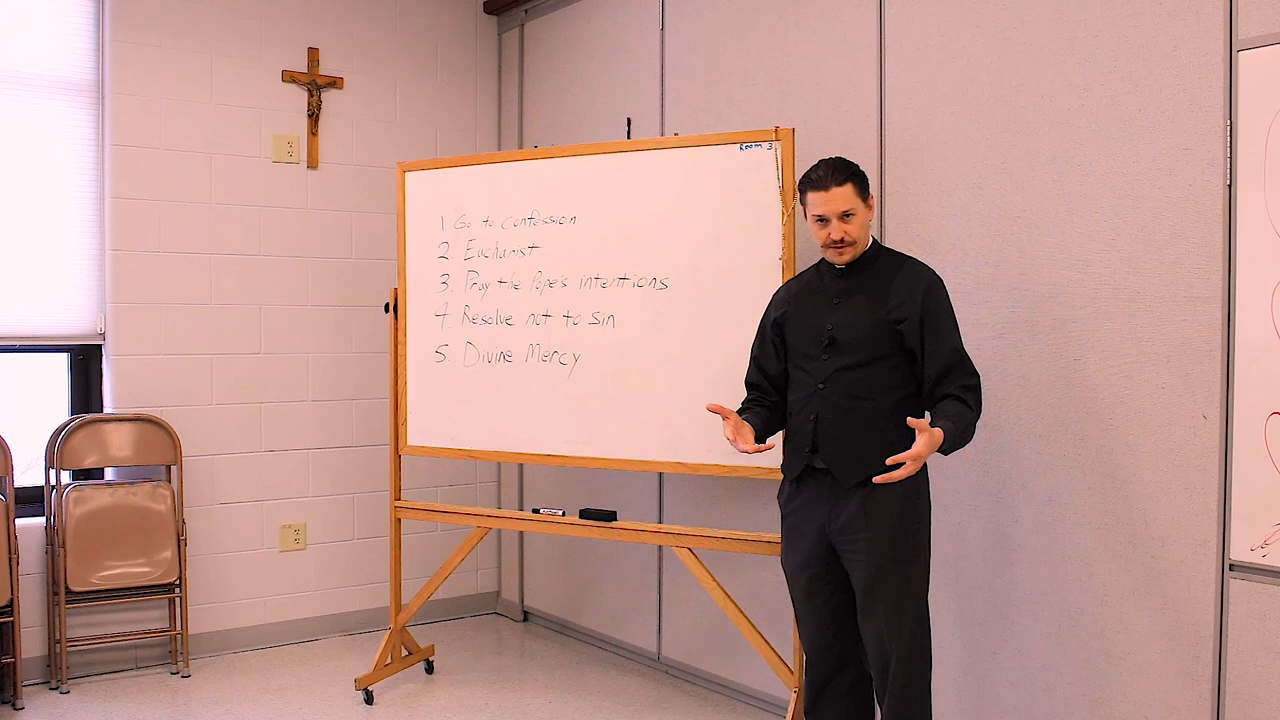 Room 3
1 Go to confession
2. Eucharist
3. Pray the Pope's intentions
4. Resolve not to sin
5. Divine Mercy